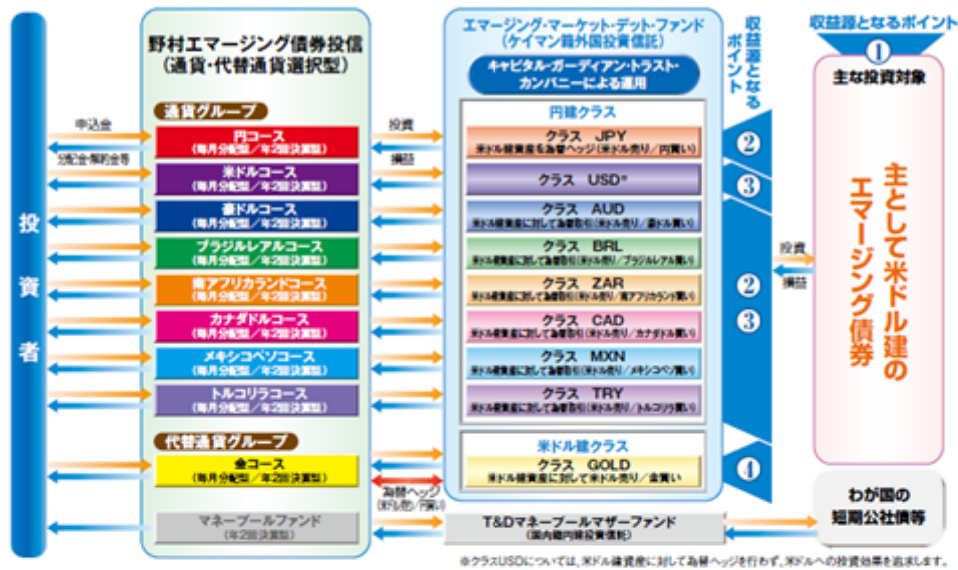 野村エマージング債券投信
(通貨・代替通貨選択型)
エマージング・マーケット・デット・ファンド
(ケイマン籍外国投資信託)
キャピタル・ガーディアン・トラスト・
カンパニーによる運用
収益源となる
ポイント
収益源となるポイント
①
主な投資対象
主として米ドル建の
エマージング債券
投資者
申込金
分配金・解約金等
通貨グループ
円コース
(毎月分配型/年2回決算型)
米ドルコース
(毎月分配型/年2回決算型)
豪ドルコース
(毎月分配型/年2回決算型)
ブラジルレアルコース
(毎月分配型/年2回決算型)
南アフリカランドコース
(毎月分配型/年2回決算型)
カナダドルコース
(毎月分配型/年2回決算型)
メキシコペソコース
(毎月分配型/年2回決算型)
トルコリラコース
(毎月分配型/年2回決算型)
代替通貨グループ
金コース
(毎月分配型/年2回決算型)
マネープールファンド
(年2回決算型)
投資
損益
為替ヘッジ
(米ドル売り/円買い)
円建クラス
クラス JPY
米ドル建資産を為替ヘッジ(米ドル売り/円買い)
クラス USD※
クラス AUD
米ドル建資産に対して為替取引(米ドル売り/豪ドル買い)
クラス BRL
米ドル建資産に対して為替取引(米ドル売り/ブラジルレアル買い)
クラス ZAR
米ドル建資産に対して為替取引(米ドル売り/南アフリカランド買い)
クラス CAD
米ドル建資産に対して為替取引(米ドル売り/カナダドル買い)
クラス MXN
米ドル建資産に対して為替取引(米ドル売り/メキシコペソ買い)
クラス TRY
米ドル建資産に対して為替取引(米ドル売り/トルコリラ買い)
米ドル建クラス
クラス GOLD
米ドル建資産に対して米ドル売り/金買い
T&Dマネープールマザーファンド
(国内籍円建投資信託)
②
③
②
③
④
投資
損益
わが国の
短期公社債等
※クラスUSDについては、米ドル建資産に対して為替ヘッジを行わず、米ドルへの投資効果を追求します。